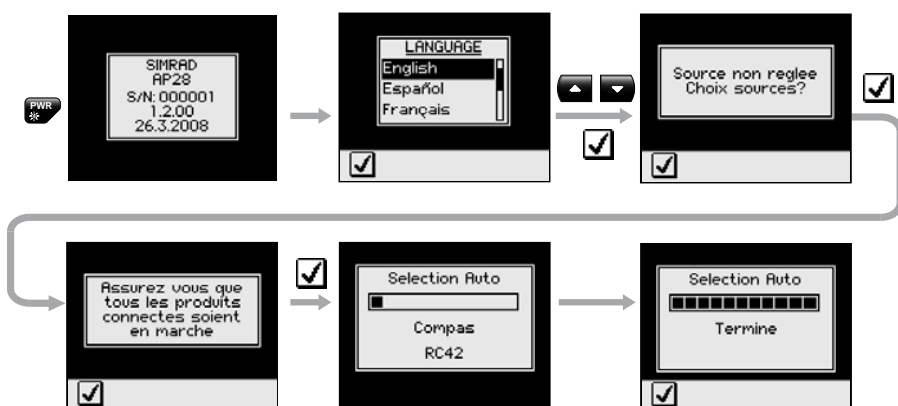 PWR
SIMRAD
AP28
S/N: 000001
1.2.00
26.3.2008
LANGUAGE
English
Español
Français
Source non reglee
Choix sources?
Assurez vous que
tous les produits
connectes soient
en marche
Selection Auto
Compas
RC42
Selection Auto
Termine